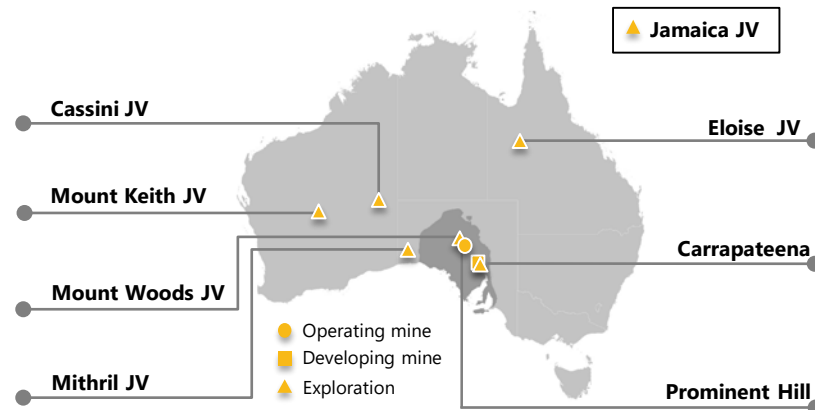 Jamaica JV
Cassini JV
Eloise JV
Mount Keith JV
Carrapateena
Mount Woods JV
Operating mine
Developing mine
Exploration
Mithril JV
Prominent Hill